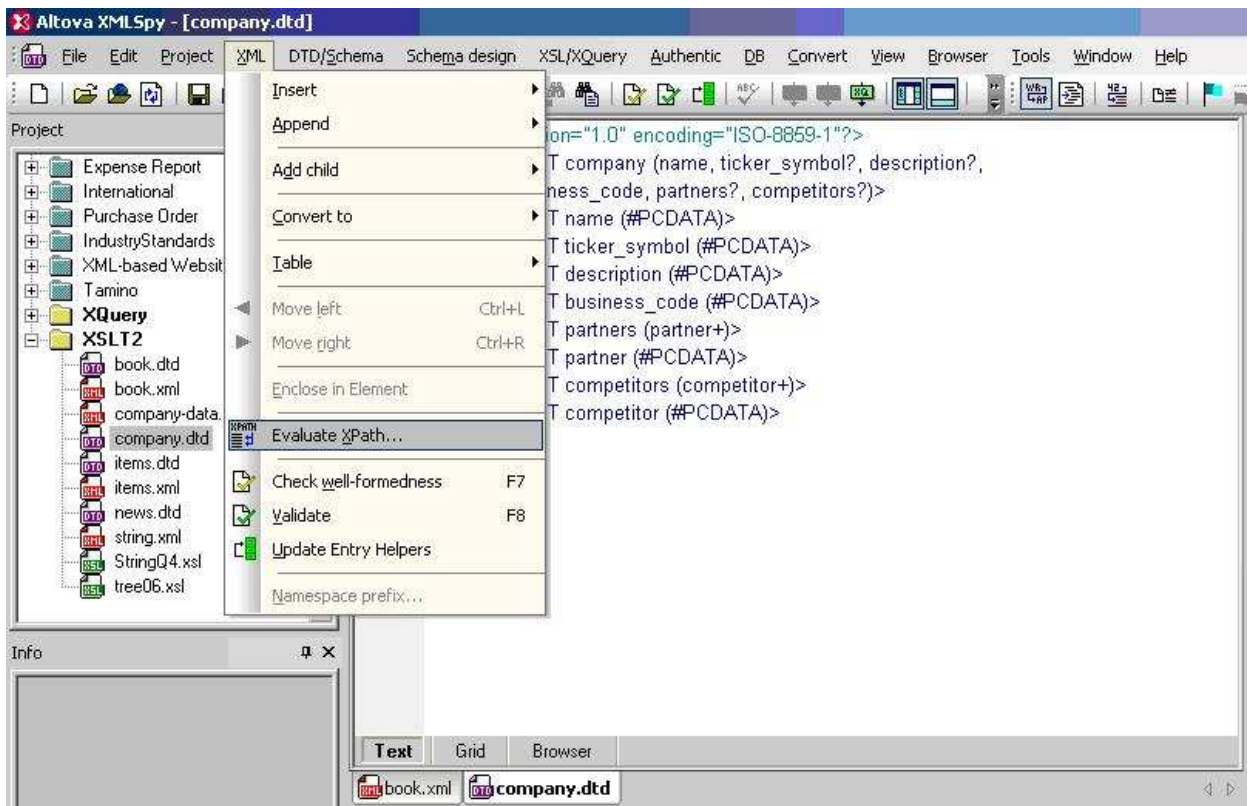 Altova XMLSpy - [company.dtd]
File Edit Project XML DTD/Schema Schema design XSL/XQuery Authentic DB Convert View Browser Tools Window Help
Project
Expense Report
International
Purchase Order
IndustryStandards
XML-based Websit
Tamino
XQuery
XSLT2
book.dtd
book.xml
company-data.
company.dtd
items.dtd
items.xml
news.dtd
string.xml
StringQ4.xsl
tree06.xsl
Insert
Append
Add child
Convert to
Table
Move left Ctrl+L
Move right Ctrl+R
Enclose in Element
XPATH Evaluate XPath...
Check well-formedness F7
Validate F8
Update Entry Helpers
Namespace prefix...
ion="1.0" encoding="ISO-8859-1"?>
T company (name, ticker_symbol?, description?,
ness_code, partners?, competitors?)>
T name (#PCDATA)>
T ticker_symbol (#PCDATA)>
T description (#PCDATA)>
T business_code (#PCDATA)>
T partners (partner+)>
T partner (#PCDATA)>
T competitors (competitor+)>
T competitor (#PCDATA)>
Info
Text Grid Browser
book.xml company.dtd